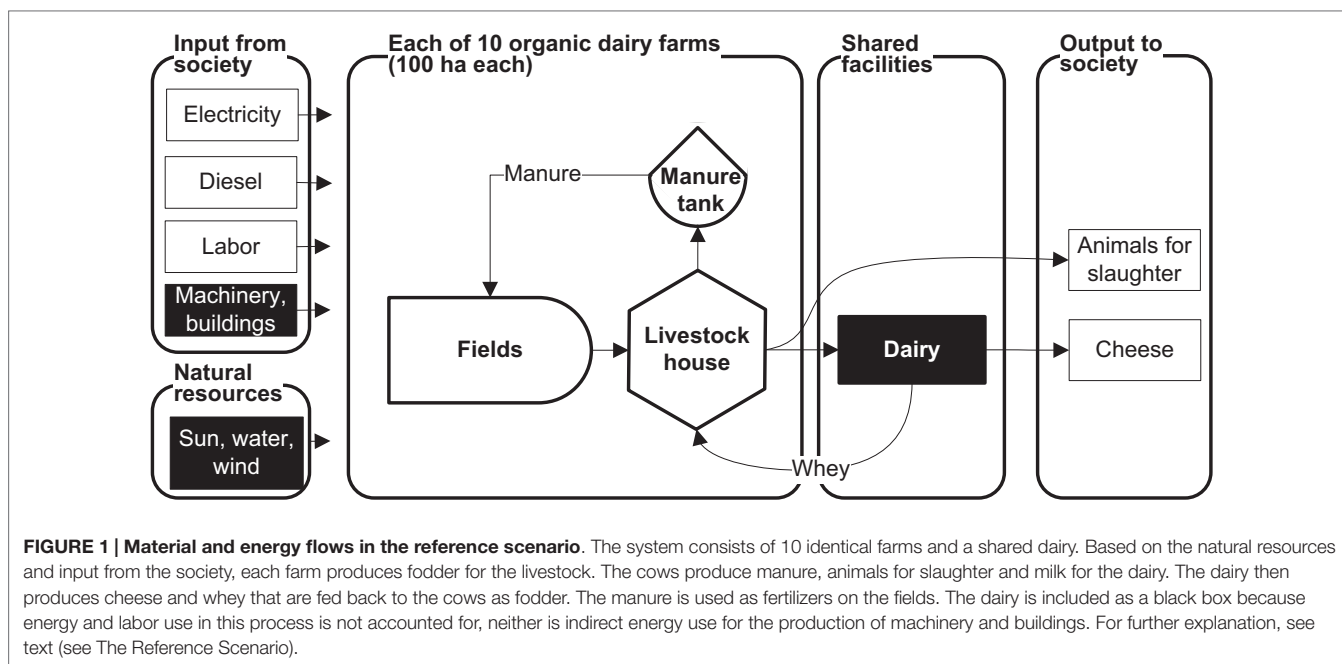 Input from
society
Electricity
Diesel
Labor
Machinery,
buildings
Natural
resources
Sun, water,
wind
Each of 10 organic dairy farms
(100 ha each)
Manure
Manure
tank
Fields
Livestock
house
Shared
facilities
Dairy
Whey
Output to
society
Animals for
slaughter
Cheese
FIGURE 1 | Material and energy flows in the reference scenario. The system consists of 10 identical farms and a shared dairy. Based on the natural resources
and input from the society, each farm produces fodder for the livestock. The cows produce manure, animals for slaughter and milk for the dairy. The dairy then
produces cheese and whey that are fed back to the cows as fodder. The manure is used as fertilizers on the fields. The dairy is included as a black box because
energy and labor use in this process is not accounted for, neither is indirect energy use for the production of machinery and buildings. For further explanation, see
text (see The Reference Scenario).